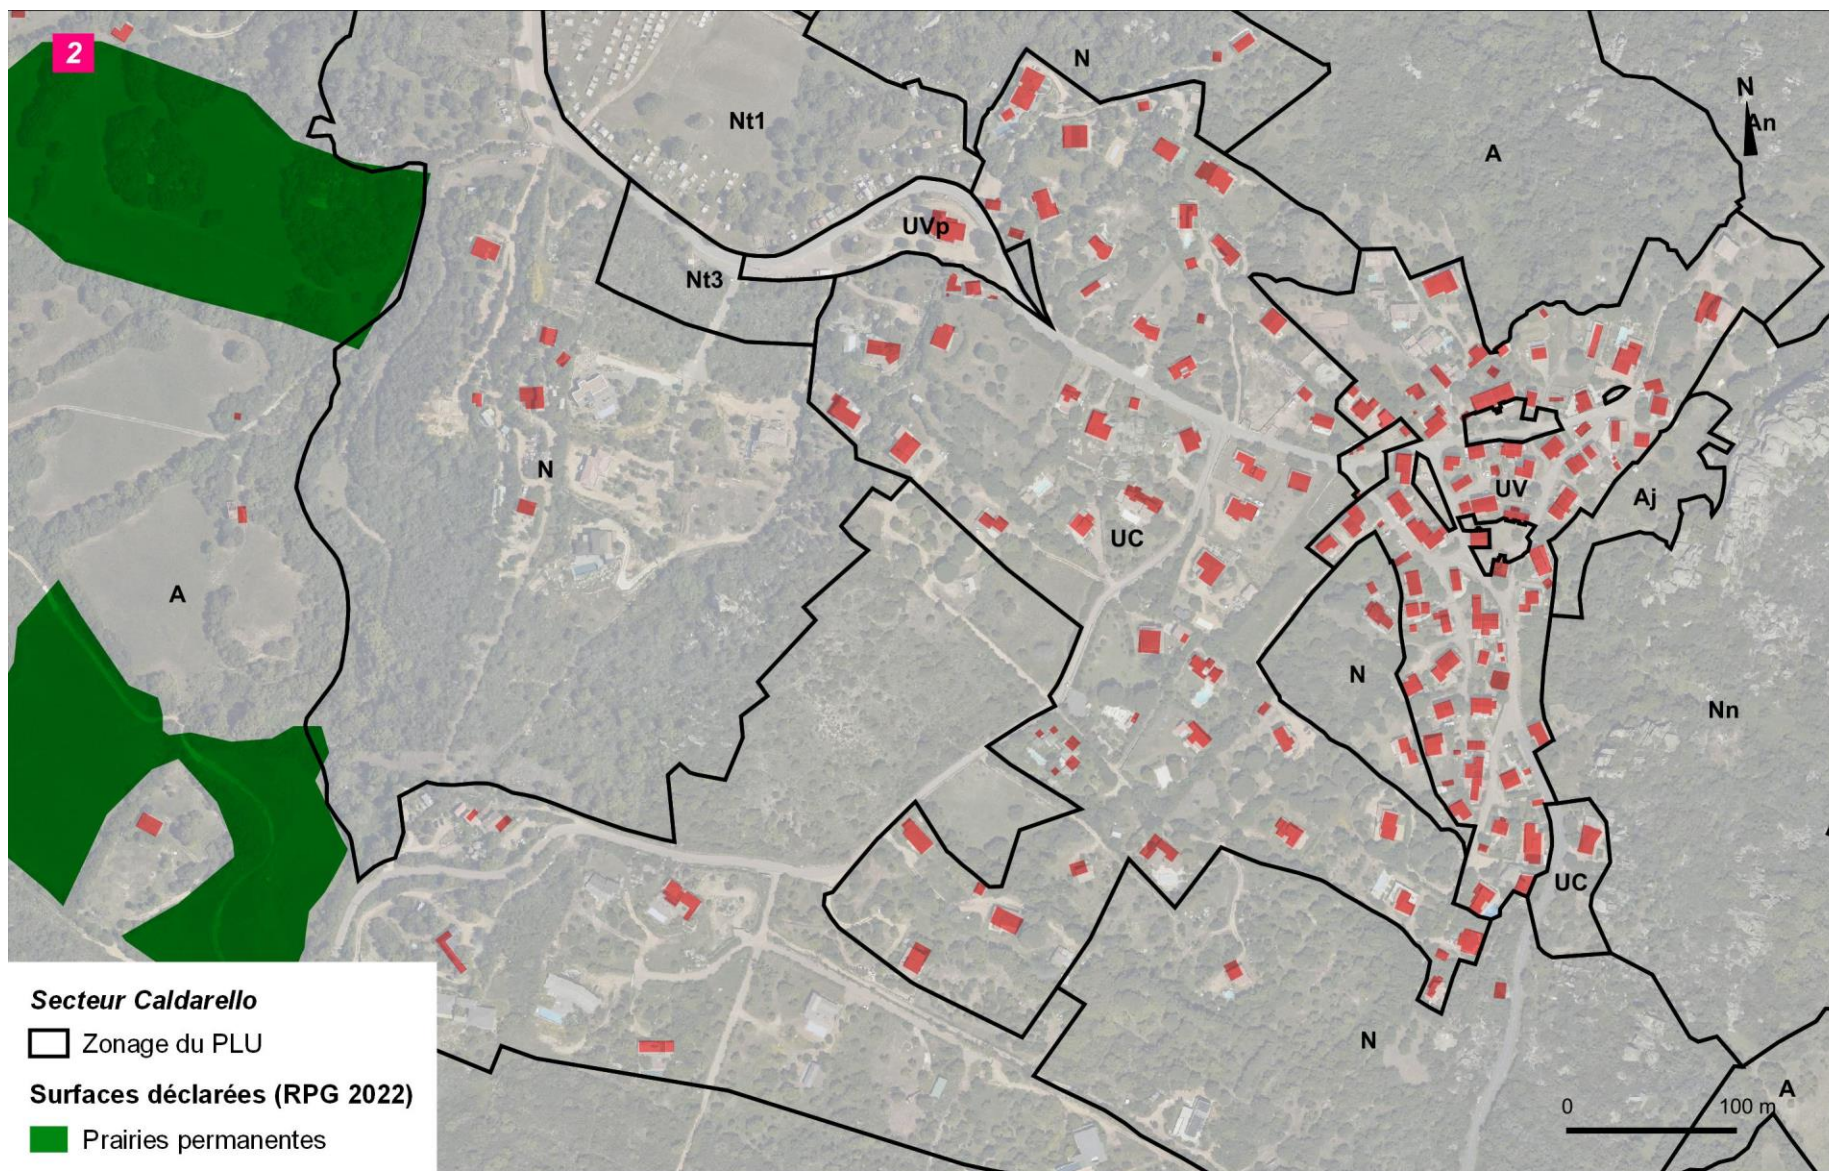 2
N
N
An
Nt1
A
UVp
Nt3
N
UV
Aj
UC
A
N
Nn
UC
N
A
0 100 m
Secteur Caldarello
Zonage du PLU
Surfaces déclarées (RPG 2022)
Prairies permanentes